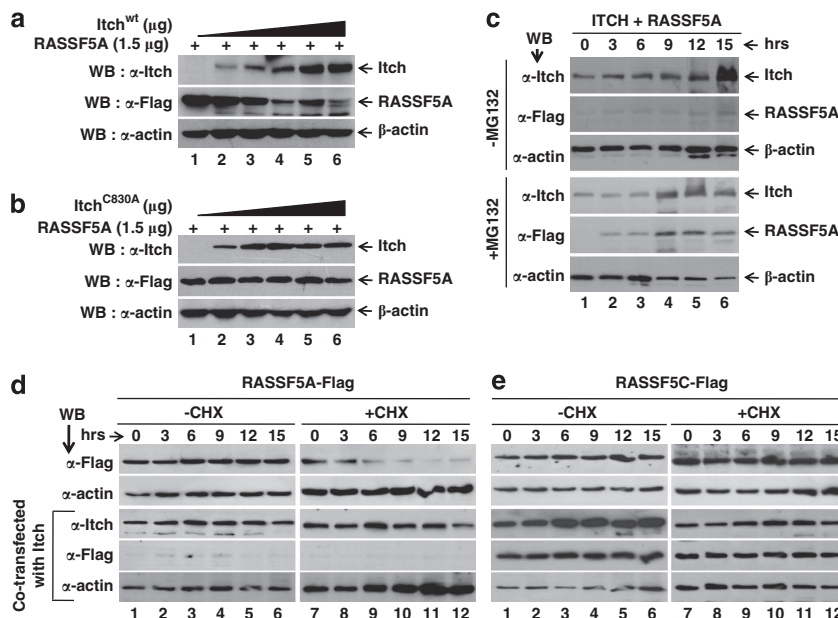 a
Itchwt (µg)
RASSF5A (1.5 µg) + + + + + +
WB : α-Itch Itch
WB : α-Flag RASSF5A
WB : α-actin β-actin
1 2 3 4 5 6
b
ItchC830A (µg)
RASSF5A (1.5 µg) + + + + + +
WB : α-Itch Itch
WB : α-Flag RASSF5A
WB : α-actin β-actin
1 2 3 4 5 6
c
ITCH + RASSF5A
WB 0 3 6 9 12 15 hrs
-MG132
α-Itch Itch
α-Flag RASSF5A
α-actin β-actin
+MG132
α-Itch Itch
α-Flag RASSF5A
α-actin β-actin
1 2 3 4 5 6
d
RASSF5A-Flag
WB -CHX +CHX
hrs 0 3 6 9 12 15 0 3 6 9 12 15
α-Flag
α-actin
Co-transfected with Itch
α-Itch
α-Flag
α-actin
1 2 3 4 5 6 7 8 9 10 11 12
e
RASSF5C-Flag
-CHX +CHX
0 3 6 9 12 15 0 3 6 9 12 15
1 2 3 4 5 6 7 8 9 10 11 12